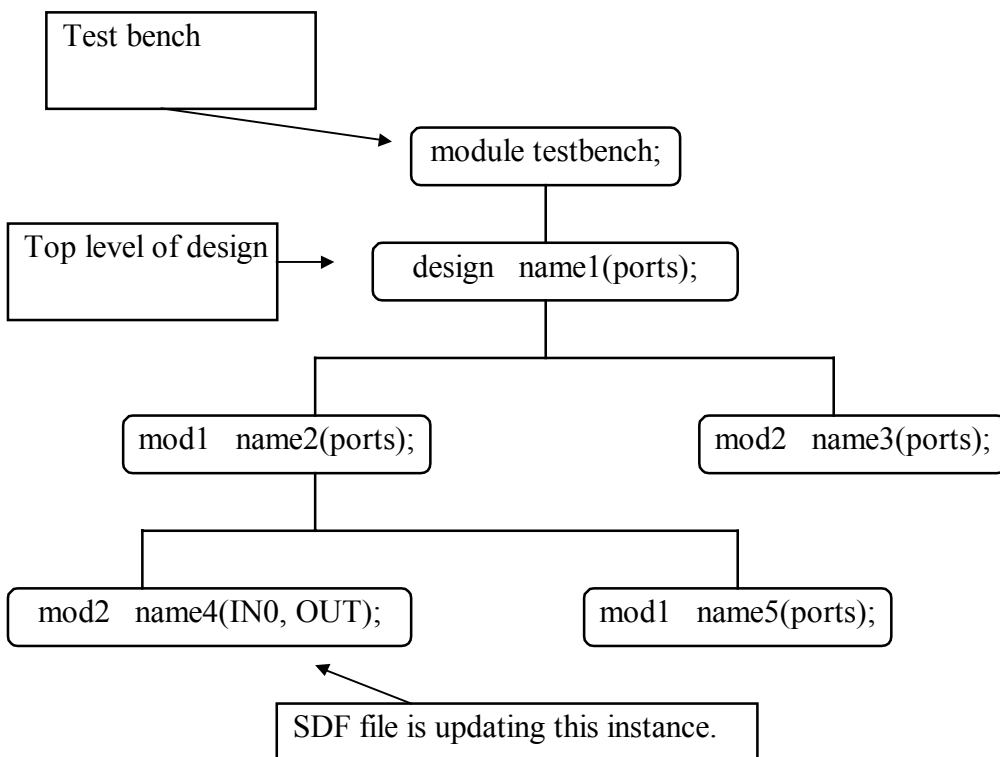 Test bench
module testbench;
Top level of design
design name1(ports);
mod1 name2(ports);
mod2 name3(ports);
mod2 name4(IN0, OUT);
mod1 name5(ports);
SDF file is updating this instance.